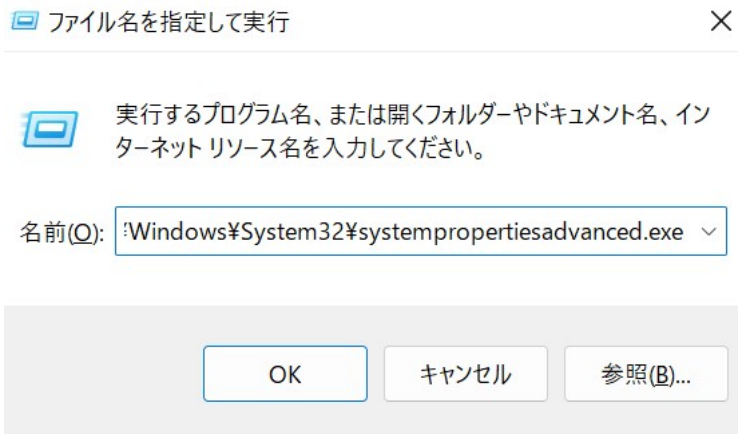 ファイル名を指定して実行
実行するプログラム名、または開くフォルダーやドキュメント名、イン
ターネット リソース名を入力してください。
名前(O): ¥Windows¥System32¥systempropertiesadvanced.exe
OK キャンセル 参照(B)...